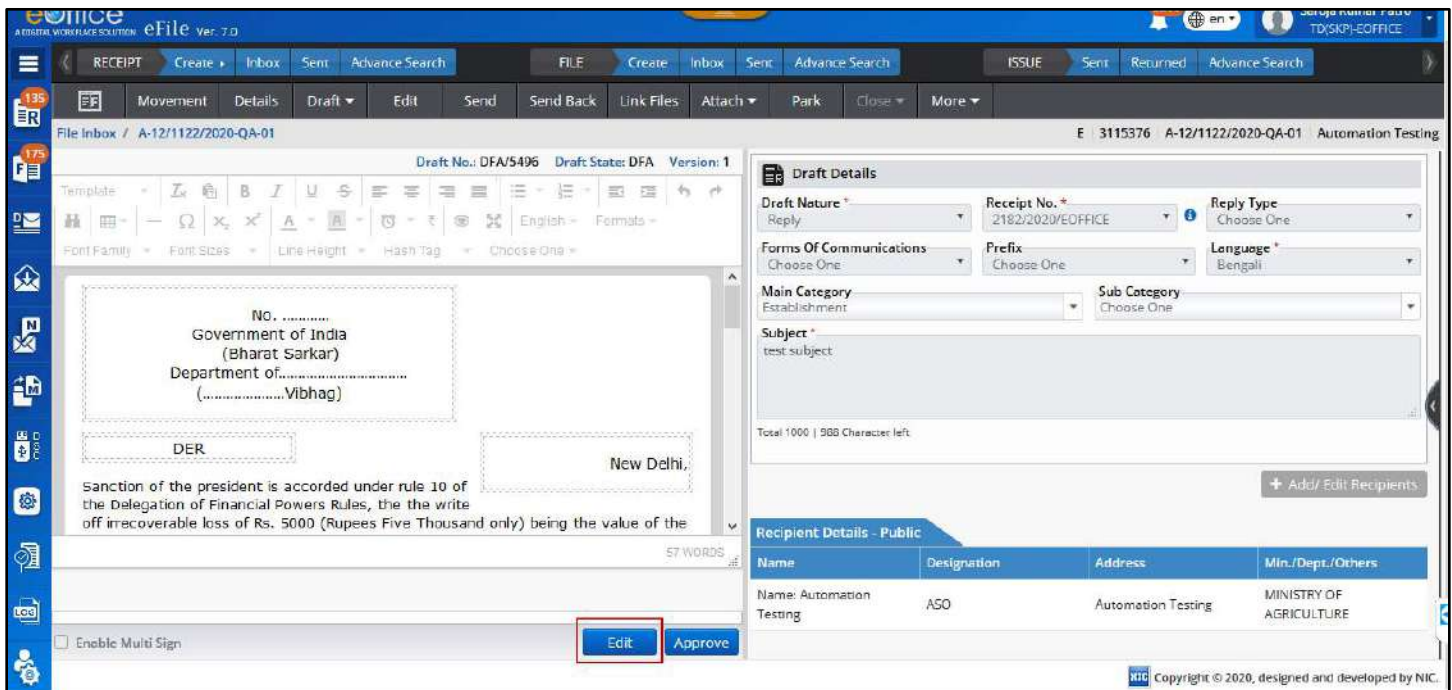 eOffice
A DIGITAL WORKPLACE SOLUTION eFile Ver. 7.0
en
Saroja Kumar Patro
TD(SKP)-EOFFICE
RECEIPT Create Inbox Sent Advance Search FILE Create Inbox Sent Advance Search ISSUE Sent Returned Advance Search
135
Movement Details Draft Edit Send Send Back Link Files Attach Park Close More
File Inbox / A-12/1122/2020-QA-01
E 3115376 A-12/1122/2020-QA-01 Automation Testing
175
Draft No.: DFA/5496 Draft State: DFA Version: 1
Template
English Formats
Font Family Font Sizes Line Height Hash Tag Choose One
No. ............
Government of India
(Bharat Sarkar)
Department of................................
(.....................Vibhag)
DER
New Delhi,
Sanction of the president is accorded under rule 10 of
the Delegation of Financial Powers Rules, the the write
off irrecoverable loss of Rs. 5000 (Rupees Five Thousand only) being the value of the
57 WORDS
Enable Multi Sign
Edit Approve
Draft Details
Draft Nature * Receipt No. * Reply Type
Reply 2182/2020/EOFFICE Choose One
Forms Of Communications Prefix Language *
Choose One Choose One Bengali
Main Category Sub Category
Establishment Choose One
Subject *
test subject
Total 1000 | 988 Character left
+ Add/ Edit Recipients
Recipient Details - Public
Name Designation Address Min./Dept./Others
Name: Automation Testing ASO Automation Testing MINISTRY OF AGRICULTURE
NIC Copyright © 2020, designed and developed by NIC.